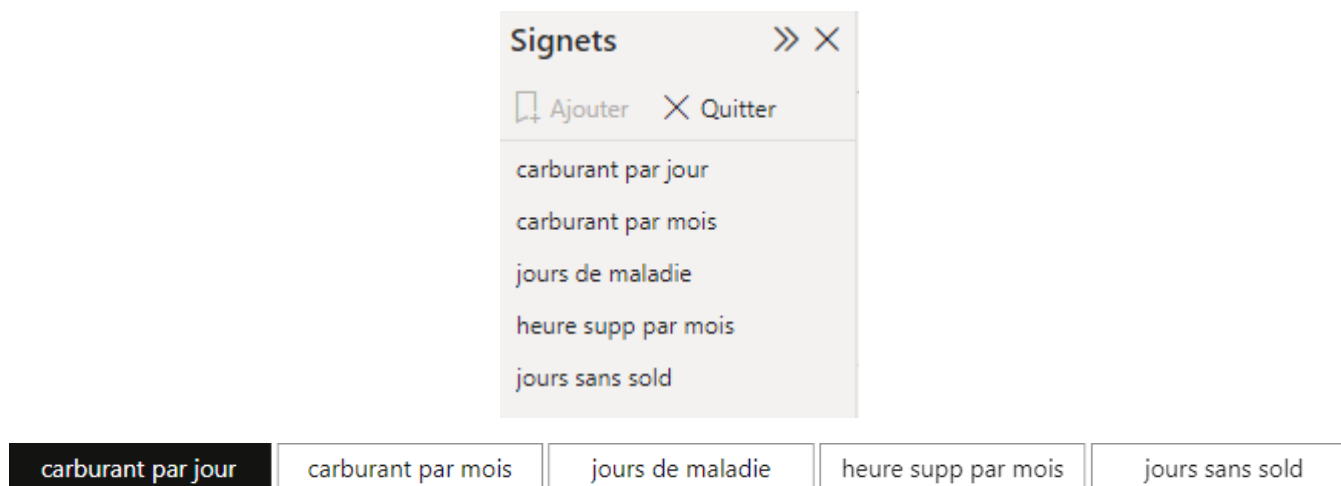 Signets
Ajouter Quitter
carburant par jour
carburant par mois
jours de maladie
heure supp par mois
jours sans sold
carburant par jour carburant par mois jours de maladie heure supp par mois jours sans sold